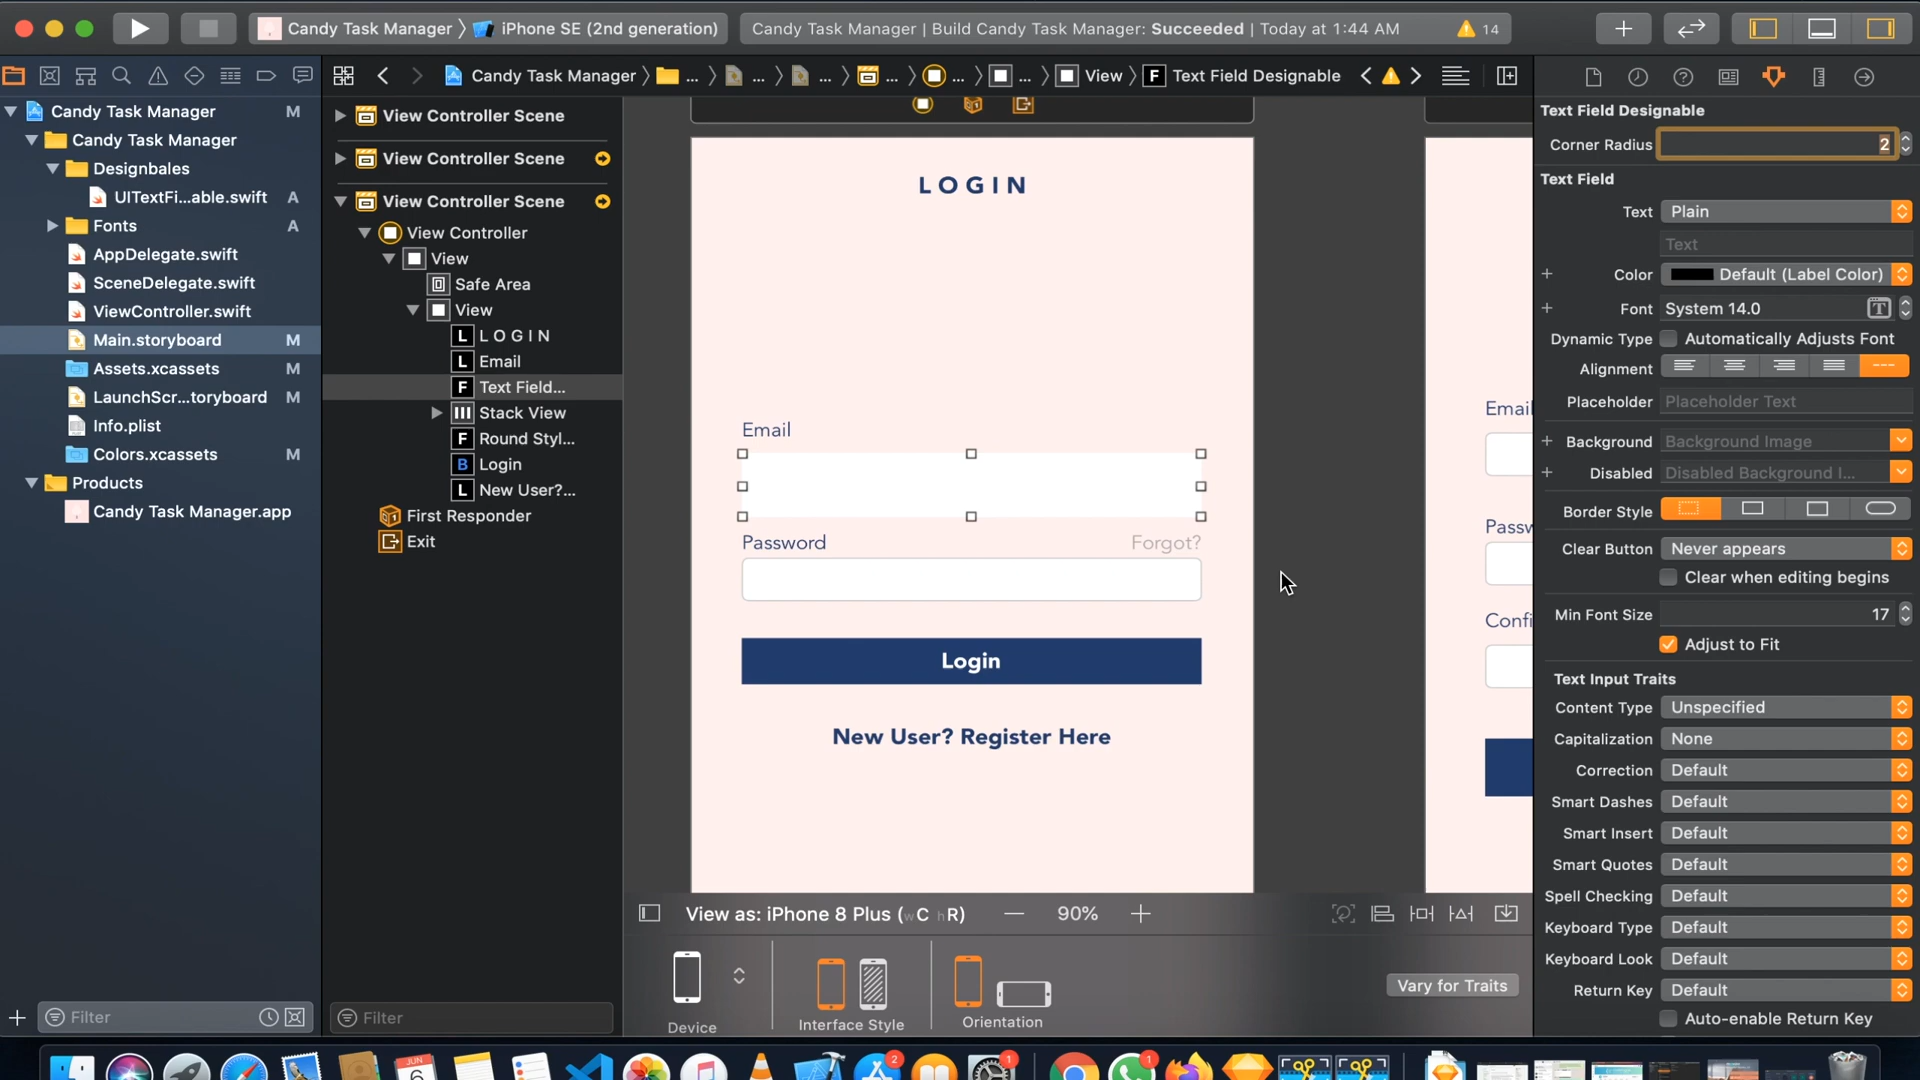 Candy Task Manager 〉 iPhone SE (2nd generation)
Candy Task Manager | Build Candy Task Manager: Succeeded | Today at 1:44 AM
14
Candy Task Manager 〉 ... 〉 ... 〉 ... 〉 ... 〉 ... 〉 ... 〉 View 〉 F Text Field Designable
Candy Task Manager M
Candy Task Manager
Designbales
UITextFi...able.swift A
Fonts A
AppDelegate.swift
SceneDelegate.swift
ViewController.swift
Main.storyboard M
Assets.xcassets M
LaunchScr...toryboard M
Info.plist
Colors.xcassets M
Products
Candy Task Manager.app
Filter
View Controller Scene
View Controller Scene
View Controller Scene
View Controller
View
Safe Area
View
L L O G I N
L Email
F Text Field...
Stack View
F Round Styl...
B Login
L New User?...
First Responder
Exit
Filter
LOGIN
Email
Password Forgot?
Login
New User? Register Here
Email
Passw
Confi
View as: iPhone 8 Plus (wC hR) — 90% +
Device
Interface Style
Orientation
Vary for Traits
Text Field Designable
Corner Radius 2
Text Field
Text Plain
Text
+ Color Default (Label Color)
+ Font System 14.0 T
Dynamic Type Automatically Adjusts Font
Alignment ---
Placeholder Placeholder Text
+ Background Background Image
+ Disabled Disabled Background I...
Border Style
Clear Button Never appears
Clear when editing begins
Min Font Size 17
Adjust to Fit
Text Input Traits
Content Type Unspecified
Capitalization None
Correction Default
Smart Dashes Default
Smart Insert Default
Smart Quotes Default
Spell Checking Default
Keyboard Type Default
Keyboard Look Default
Return Key Default
Auto-enable Return Key
JUN
6
2
1
1